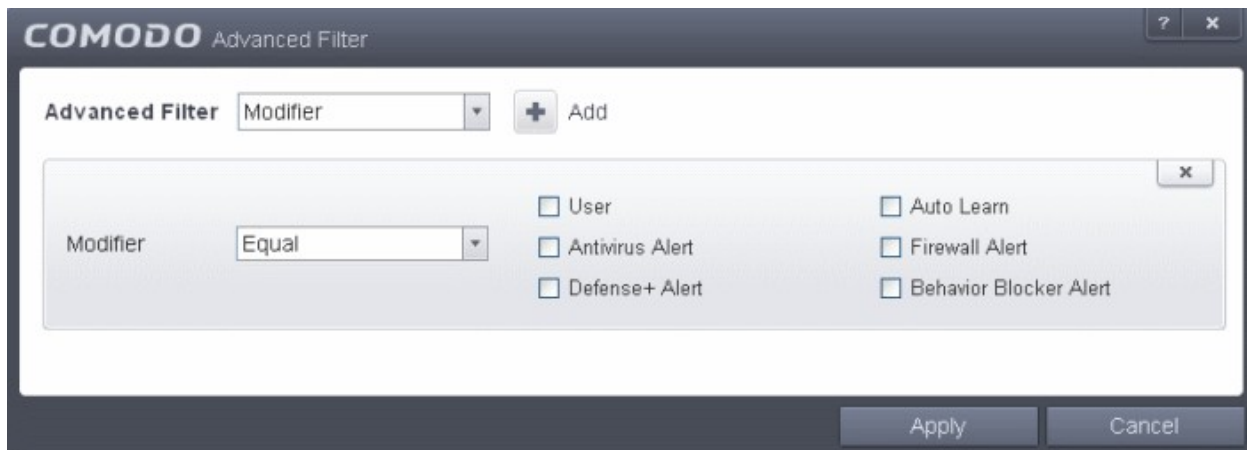 COMODO Advanced Filter
? x
Advanced Filter Modifier + Add
x
User Auto Learn
Modifier Equal Antivirus Alert Firewall Alert
Defense+ Alert Behavior Blocker Alert
Apply Cancel